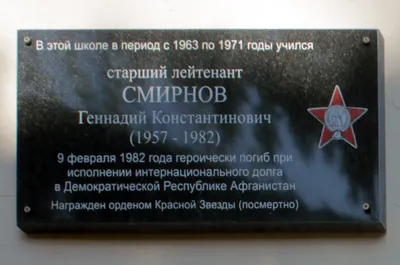 В этой школе в период с 1963 по 1971 годы учился
старший лейтенант
СМИРНОВ
Геннадий Константинович
(1957 - 1982)
9 февраля 1982 года героически погиб при
исполнении интернационального долга
в Демократической Республике Афганистан
Награжден орденом Красной Звезды (посмертно)